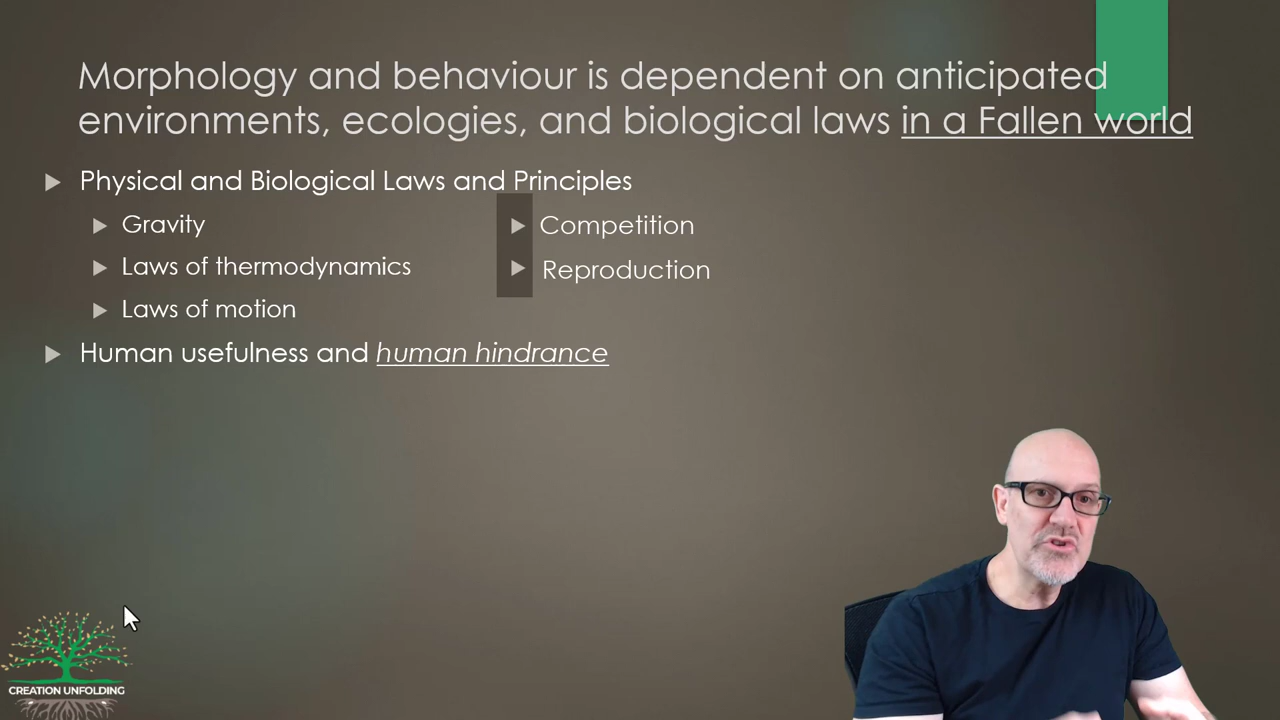 Morphology and behaviour is dependent on anticipated
environments, ecologies, and biological laws in a Fallen world
Physical and Biological Laws and Principles
Gravity
Laws of thermodynamics
Laws of motion
Competition
Reproduction
Human usefulness and human hindrance
CREATION UNFOLDING